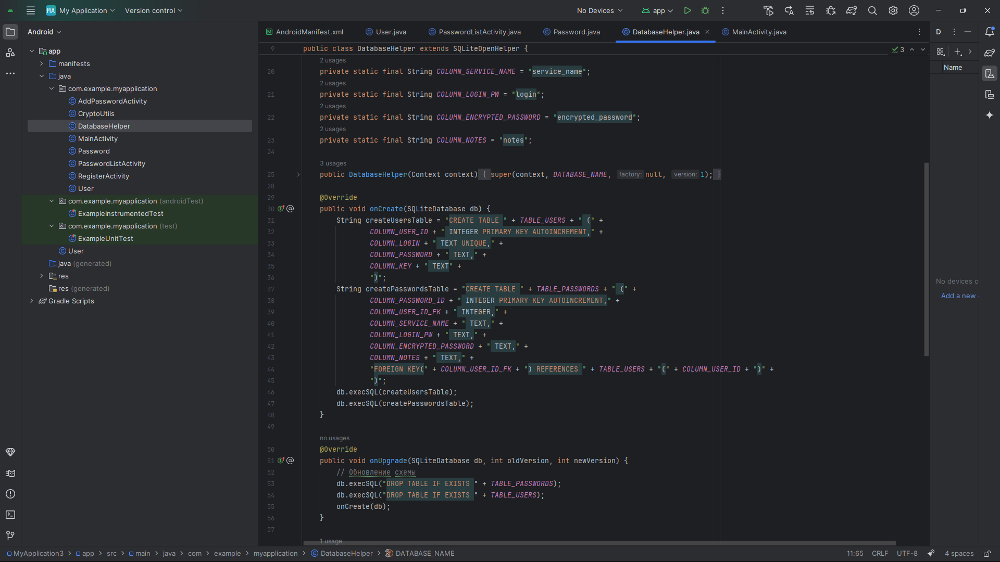 MA My Application Version control No Devices app
Android
AndroidManifest.xml User.java PasswordListActivity.java Password.java DatabaseHelper.java MainActivity.java
D
app
manifests
java
com.example.myapplication
AddPasswordActivity
CryptoUtils
DatabaseHelper
MainActivity
Password
PasswordListActivity
RegisterActivity
User
com.example.myapplication (androidTest)
ExampleInstrumentedTest
com.example.myapplication (test)
ExampleUnitTest
User
java (generated)
res
res (generated)
Gradle Scripts
9 public class DatabaseHelper extends SQLiteOpenHelper {
3
2 usages
20 private static final String COLUMN_SERVICE_NAME = "service_name";
2 usages
21 private static final String COLUMN_LOGIN_PW = "login";
2 usages
22 private static final String COLUMN_ENCRYPTED_PASSWORD = "encrypted_password";
2 usages
23 private static final String COLUMN_NOTES = "notes";
24
3 usages
25 public DatabaseHelper(Context context) { super(context, DATABASE_NAME, factory: null, version: 1); }
28
29 @Override
30 public void onCreate(SQLiteDatabase db) {
31 String createUsersTable = "CREATE TABLE " + TABLE_USERS + " (" +
32 COLUMN_USER_ID + " INTEGER PRIMARY KEY AUTOINCREMENT," +
33 COLUMN_LOGIN + " TEXT UNIQUE," +
34 COLUMN_PASSWORD + " TEXT," +
35 COLUMN_KEY + " TEXT" +
36 ")";
37 String createPasswordsTable = "CREATE TABLE " + TABLE_PASSWORDS + " (" +
38 COLUMN_PASSWORD_ID + " INTEGER PRIMARY KEY AUTOINCREMENT," +
39 COLUMN_USER_ID_FK + " INTEGER," +
40 COLUMN_SERVICE_NAME + " TEXT," +
41 COLUMN_LOGIN_PW + " TEXT," +
42 COLUMN_ENCRYPTED_PASSWORD + " TEXT," +
43 COLUMN_NOTES + " TEXT," +
44 "FOREIGN KEY(" + COLUMN_USER_ID_FK + ") REFERENCES " + TABLE_USERS + "(" + COLUMN_USER_ID + ")" +
45 ")";
46 db.execSQL(createUsersTable);
47 db.execSQL(createPasswordsTable);
48 }
49
no usages
50 @Override
51 public void onUpgrade(SQLiteDatabase db, int oldVersion, int newVersion) {
52 // Обновление схемы
53 db.execSQL("DROP TABLE IF EXISTS " + TABLE_PASSWORDS);
54 db.execSQL("DROP TABLE IF EXISTS " + TABLE_USERS);
55 onCreate(db);
56 }
57
1 usage
Name
No devices c
Add a new
MyApplication3 > app > src > main > java > com > example > myapplication > DatabaseHelper > DATABASE_NAME
11:65 CRLF UTF-8 4 spaces